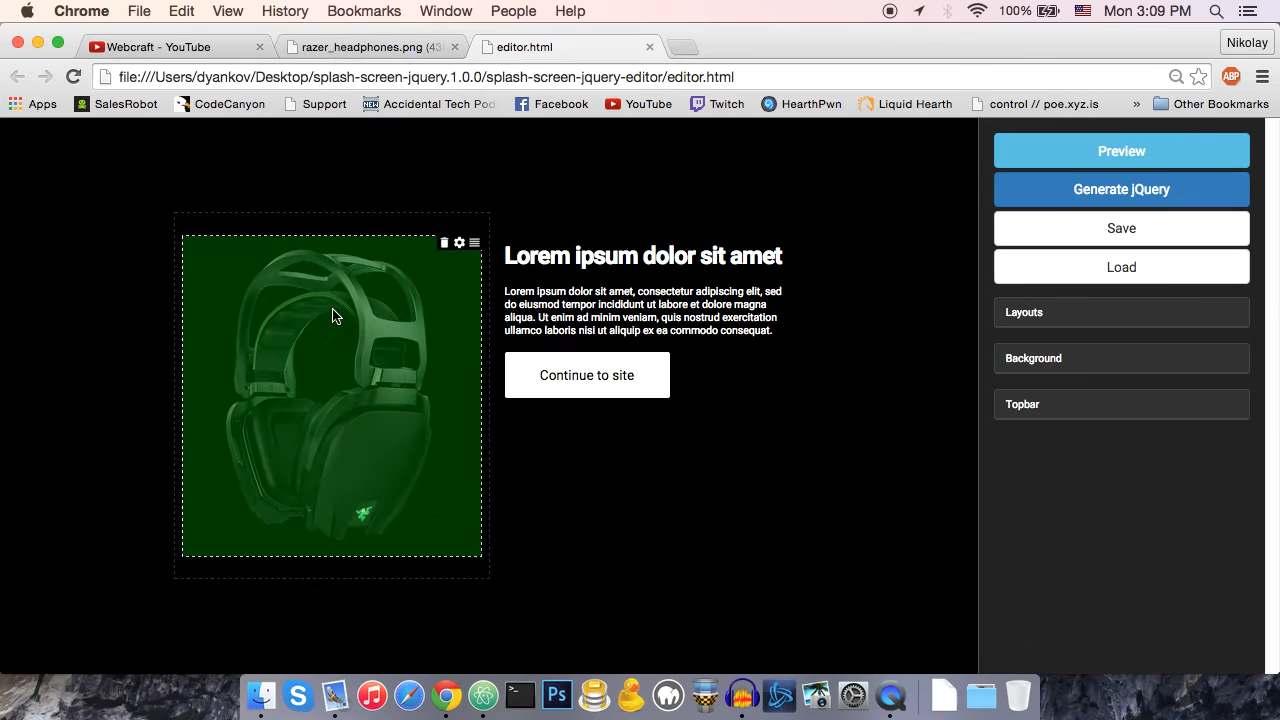 Chrome File Edit View History Bookmarks Window People Help 100% Mon 3:09 PM
Webcraft - YouTube razer_headphones.png (43 editor.html Nikolay
file:///Users/dyankov/Desktop/splash-screen-jquery.1.0.0/splash-screen-jquery-editor/editor.html ABP
Apps SalesRobot CodeCanyon Support NEW Accidental Tech Pod Facebook YouTube Twitch HearthPwn Liquid Hearth control // poe.xyz.is » Other Bookmarks
Preview
Generate jQuery
Save
Load
Layouts
Background
Topbar
Lorem ipsum dolor sit amet
Lorem ipsum dolor sit amet, consectetur adipiscing elit, sed
do eiusmod tempor incididunt ut labore et dolore magna
aliqua. Ut enim ad minim veniam, quis nostrud exercitation
ullamco laboris nisi ut aliquip ex ea commodo consequat.
Continue to site
Ps